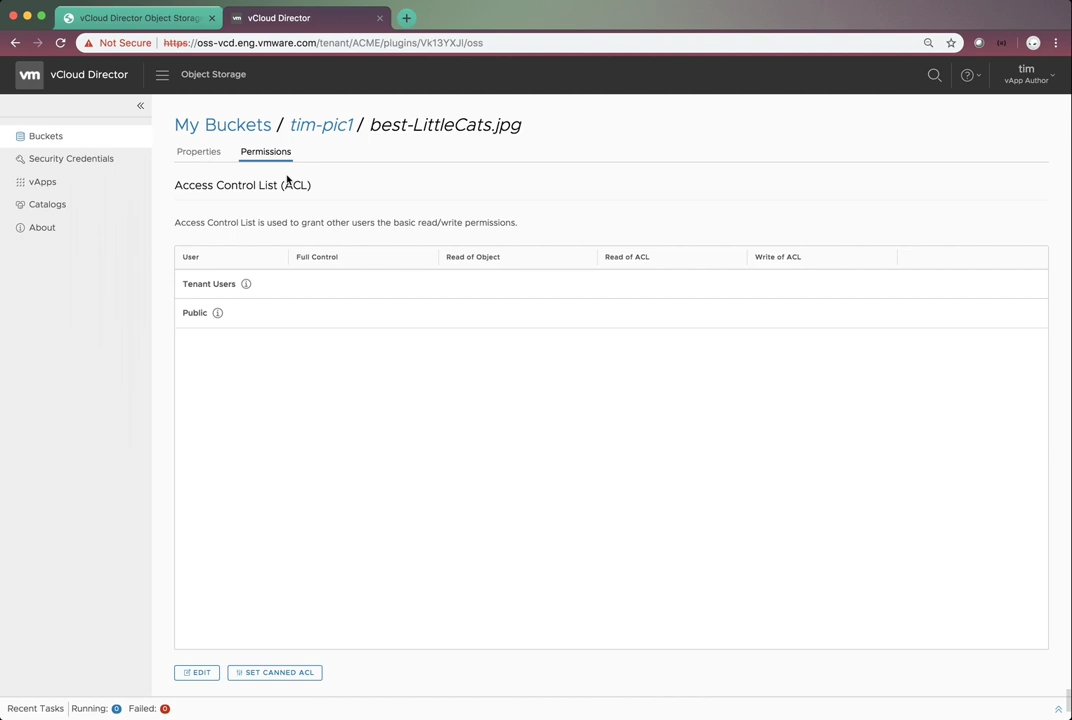 vCloud Director Object Storag
vm vCloud Director
Not Secure https://oss-vcd.eng.vmware.com/tenant/ACME/plugins/Vk13YXJl/oss
vm vCloud Director Object Storage
tim
vApp Author
Buckets
Security Credentials
vApps
Catalogs
About
My Buckets / tim-pic1 / best-LittleCats.jpg
Properties Permissions
Access Control List (ACL)
Access Control List is used to grant other users the basic read/write permissions.
User Full Control Read of Object Read of ACL Write of ACL
Tenant Users
Public
EDIT SET CANNED ACL
Recent Tasks Running: 0 Failed: 0